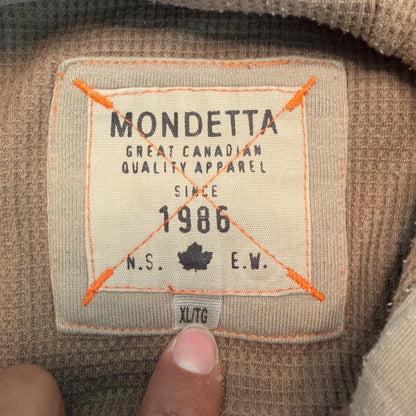 MONDETTA
GREAT CANADIAN
QUALITY APPAREL
SINCE
1986
N.S. E.W.
XL/TG